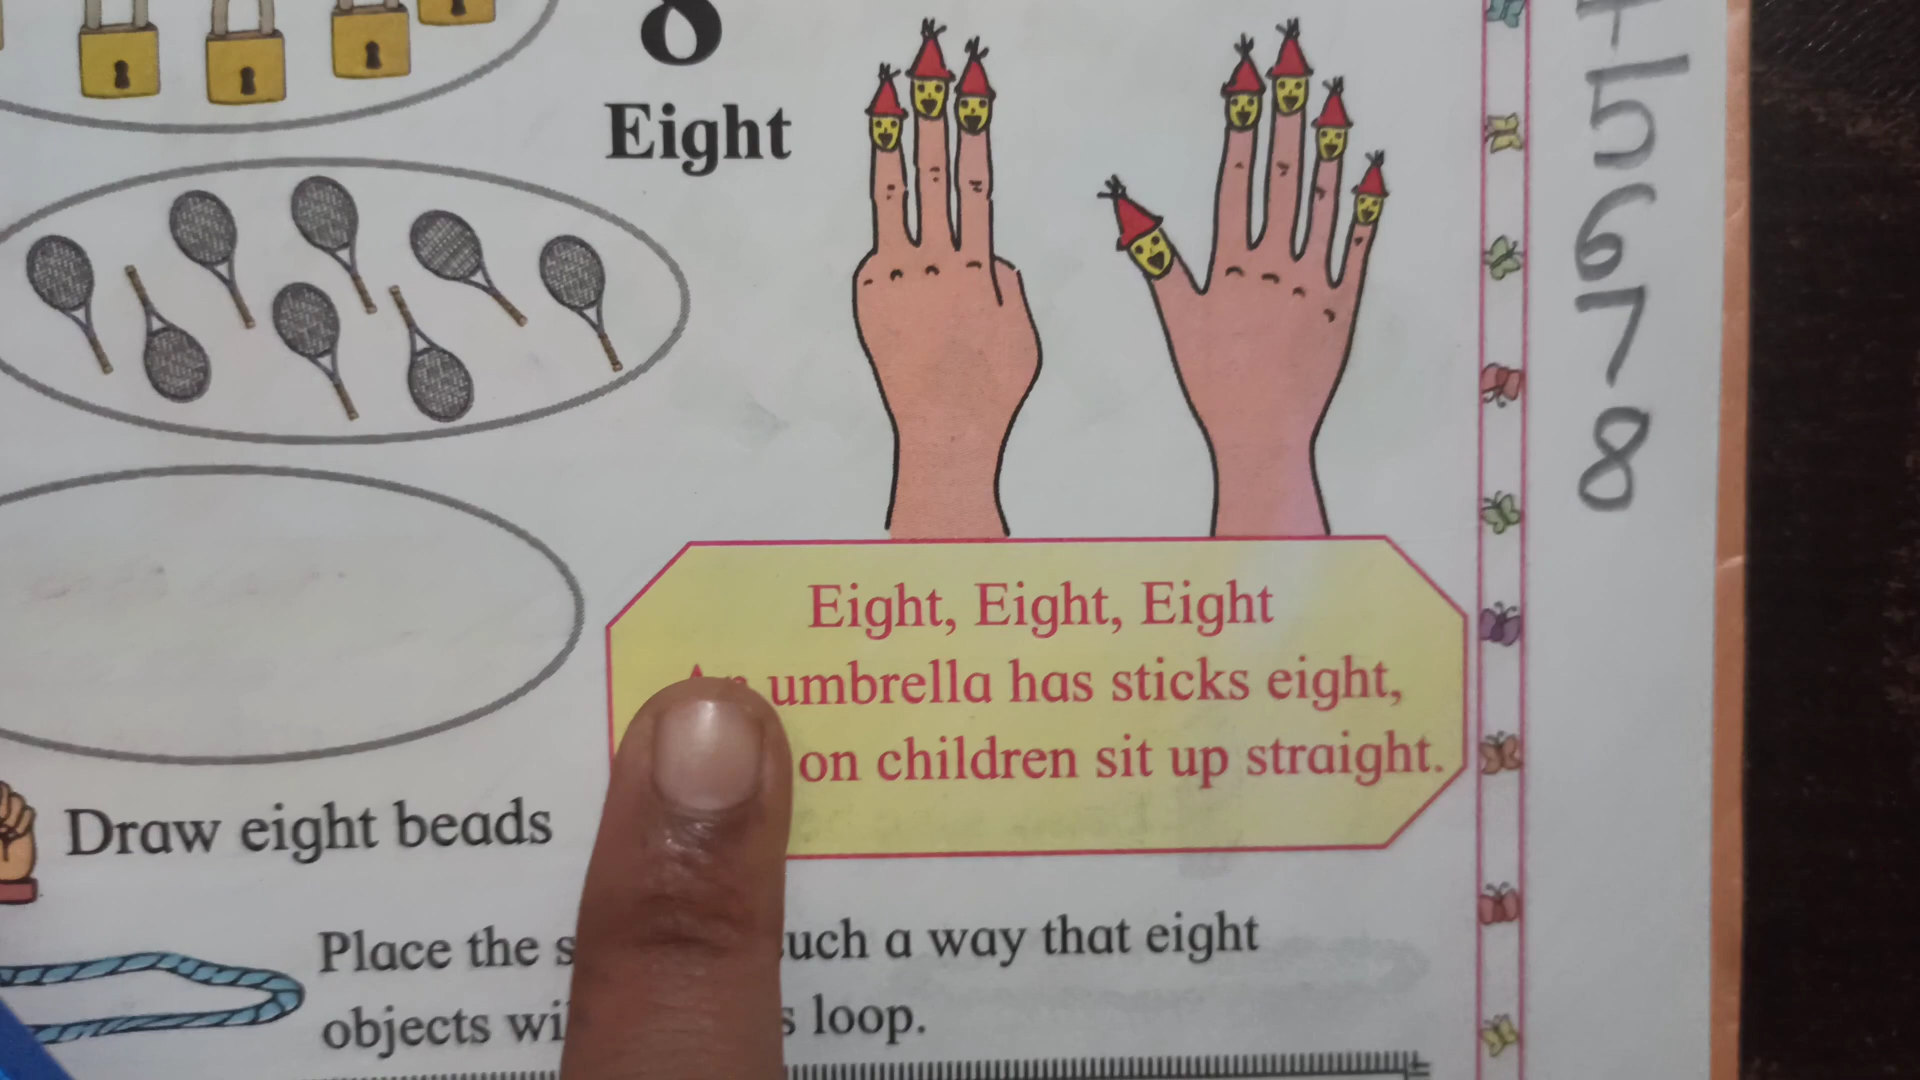 8
Eight
Eight, Eight, Eight
An umbrella has sticks eight,
on children sit up straight.
Draw eight beads
Place the s uch a way that eight
objects wi s loop.
5
6
7
8